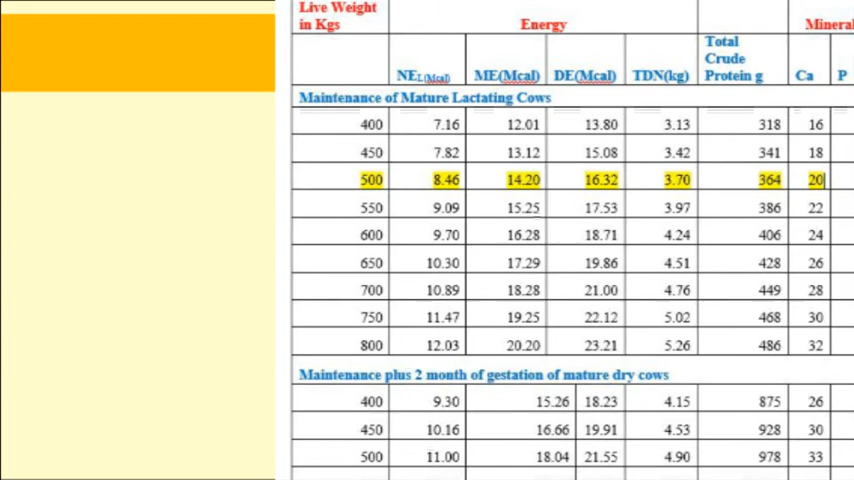 Live Weight
in Kgs
Energy
Mineral
NEL(Mcal) ME(Mcal) DE(Mcal) TDN(kg) Total Crude Protein g Ca P
Maintenance of Mature Lactating Cows
400 7.16 12.01 13.80 3.13 318 16
450 7.82 13.12 15.08 3.42 341 18
500 8.46 14.20 16.32 3.70 364 20
550 9.09 15.25 17.53 3.97 386 22
600 9.70 16.28 18.71 4.24 406 24
650 10.30 17.29 19.86 4.51 428 26
700 10.89 18.28 21.00 4.76 449 28
750 11.47 19.25 22.12 5.02 468 30
800 12.03 20.20 23.21 5.26 486 32
Maintenance plus 2 month of gestation of mature dry cows
400 9.30 15.26 18.23 4.15 875 26
450 10.16 16.66 19.91 4.53 928 30
500 11.00 18.04 21.55 4.90 978 33